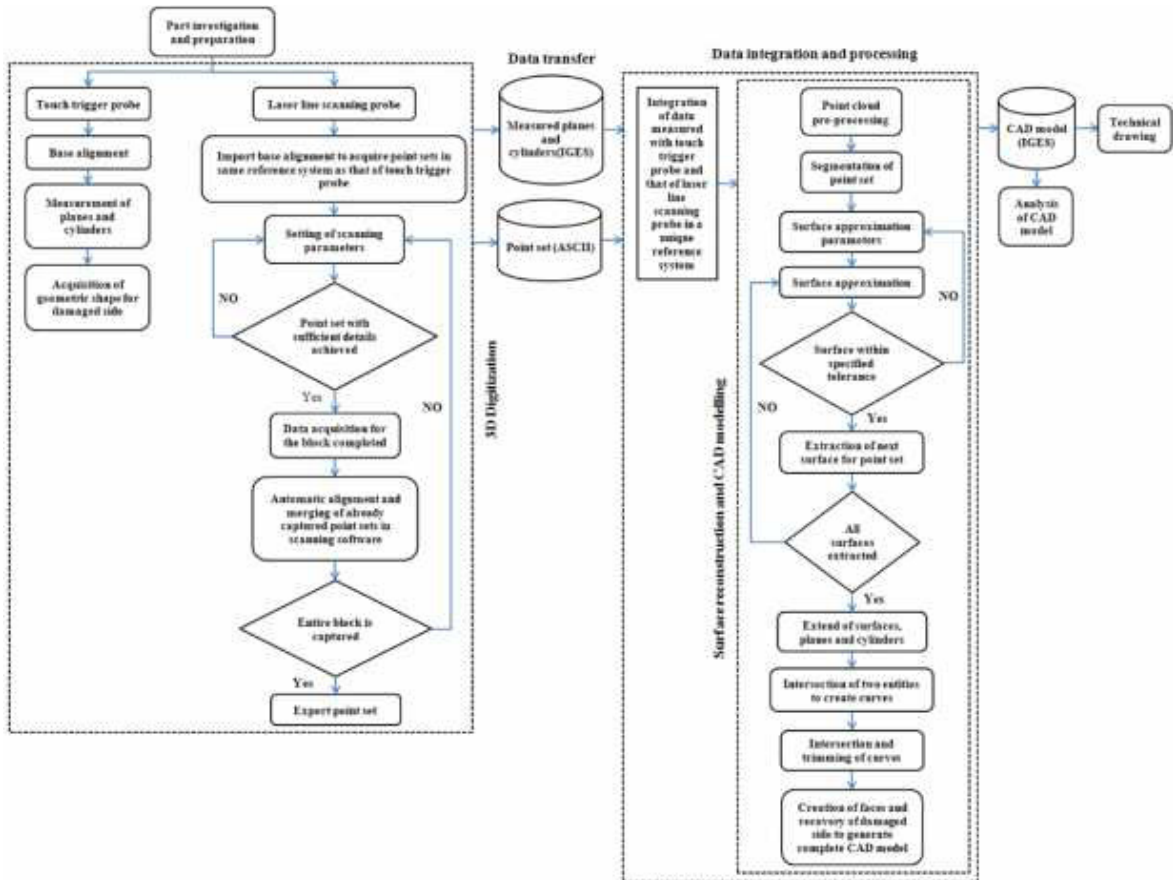 Part investigation
and preparation
Touch trigger probe
Base alignment
Measurement
of planes and
cylinders
Acquisition of
geometric shape for
damaged side
Laser line scanning probe
Import base alignment to acquire point sets in
same reference system as that of touch trigger
probe
Setting of scanning
parameters
NO
Point set with
sufficient details
achieved
Yes
NO
Data acquisition for
the block completed
Automatic alignment and
merging of already
captured point sets in
scanning software
Entire block is
captured
Yes
Export point set
3D Digitization
Data transfer
Measured planes
and
cylinders(IGES)
Point set (ASCII)
Data integration and processing
Integration
of data
measured
with touch
trigger
probe and
that of laser
line
scanning
probe in a
unique
reference
system
Surface reconstruction and CAD modelling
Point cloud
pre-processing
Segmentation of
point set
Surface approximation
parameters
Surface approximation
NO
Surface within
specified
tolerance
NO
Yes
Extraction of next
surface for point set
All
surfaces
extracted
Yes
Extend of surfaces,
planes and cylinders
Intersection of two entities
to create curves
Intersection and
trimming of curves
Creation of faces and
recovery of damaged
side to generate
complete CAD model
CAD model
(IGES)
Technical
drawing
Analysis
of CAD
model